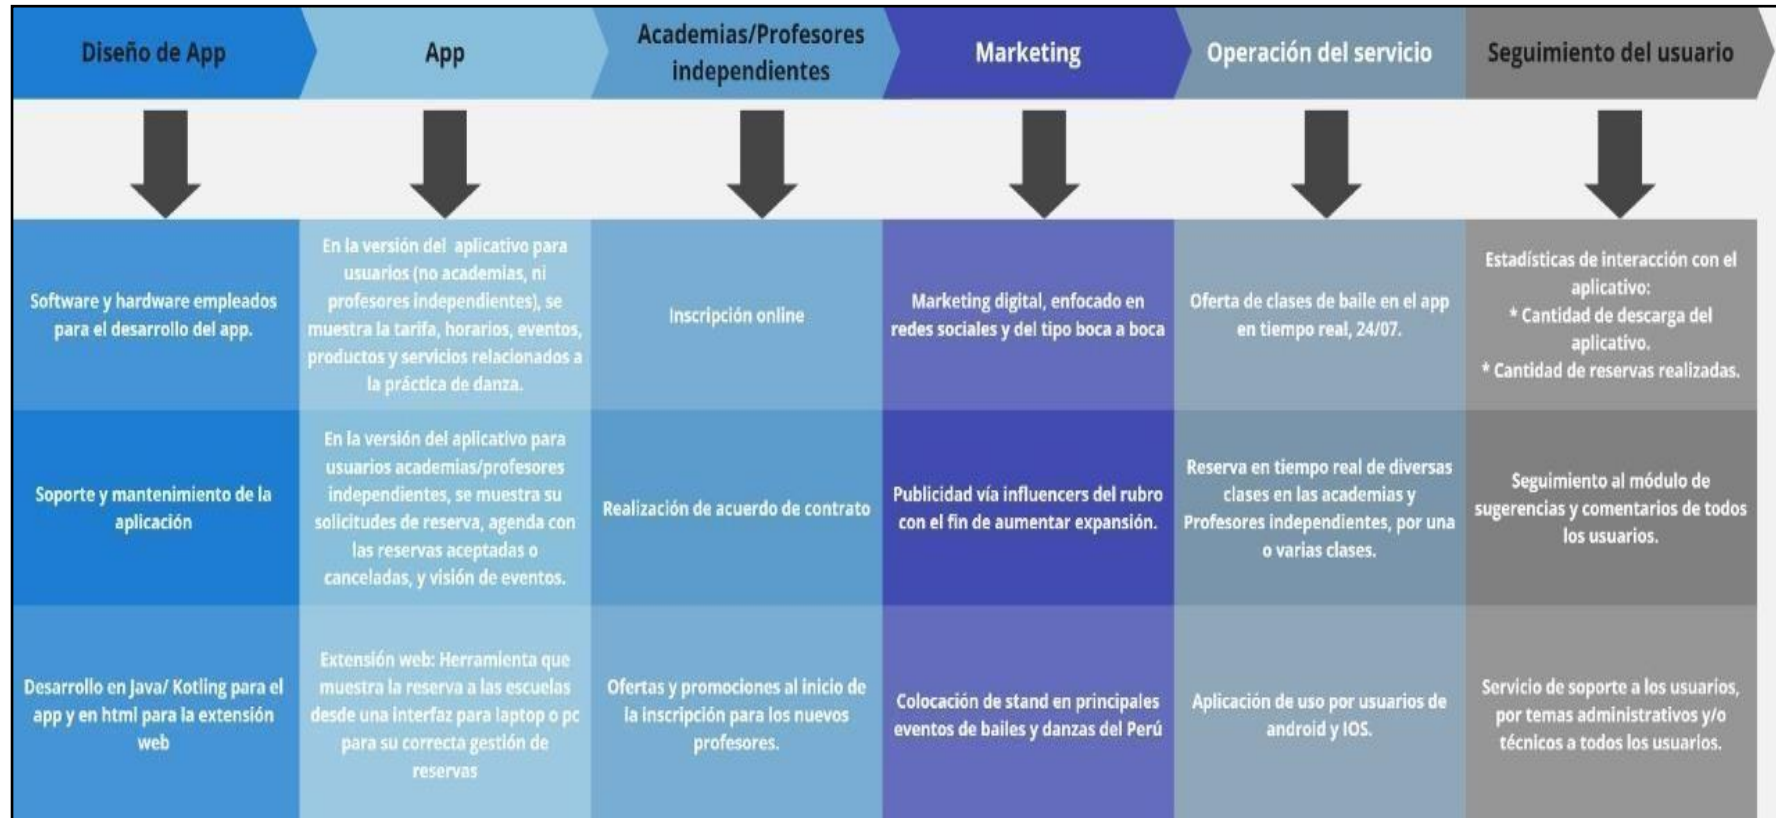 Diseño de App
App
Academias/Profesores
independientes
Marketing
Operación del servicio
Seguimiento del usuario
Software y hardware empleados
para el desarrollo del app.
En la versión del aplicativo para
usuarios (no academias, ni
profesores independientes), se
muestra la tarifa, horarios, eventos,
productos y servicios relacionados a
la práctica de danza.
Inscripción online
Marketing digital, enfocado en
redes sociales y del tipo boca a boca
Oferta de clases de baile en el app
en tiempo real, 24/07.
Estadísticas de interacción con el
aplicativo:
* Cantidad de descarga del
aplicativo.
* Cantidad de reservas realizadas.
Soporte y mantenimiento de la
aplicación
En la versión del aplicativo para
usuarios academias/profesores
independientes, se muestra su
solicitudes de reserva, agenda con
las reservas aceptadas o
canceladas, y visión de eventos.
Realización de acuerdo de contrato
Publicidad vía influencers del rubro
con el fin de aumentar expansión.
Reserva en tiempo real de diversas
clases en las academias y
Profesores independientes, por una
o varias clases.
Seguimiento al módulo de
sugerencias y comentarios de todos
los usuarios.
Desarrollo en Java/ Kotling para el
app y en html para la extensión
web
Extensión web: Herramienta que
muestra la reserva a las escuelas
desde una interfaz para laptop o pc
para su correcta gestión de
reservas
Ofertas y promociones al inicio de
la inscripción para los nuevos
profesores.
Colocación de stand en principales
eventos de bailes y danzas del Perú
Aplicación de uso por usuarios de
android y IOS.
Servicio de soporte a los usuarios,
por temas administrativos y/o
técnicos a todos los usuarios.